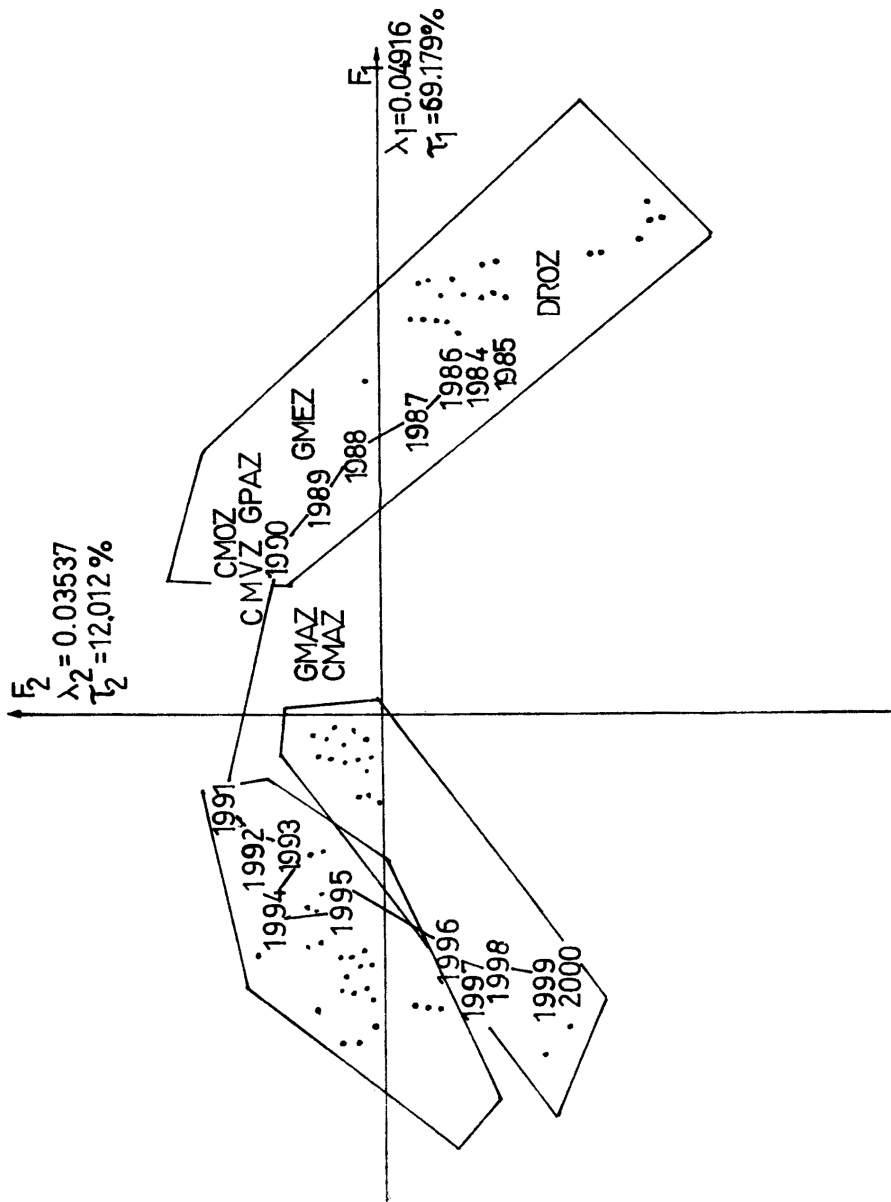 F2
λ2 = 0.03537
τ2 = 12,012 %
F1
λ1=0.04916
τ1 =69.179%
CMOZ
CMVZ GPAZ
GMEZ
1990
1989
1988
1987
1986
1984
1985
DROZ
GMAZ
CMAZ
1991
1992
1993
1994
1995
1996
1997
1998
1999
2000